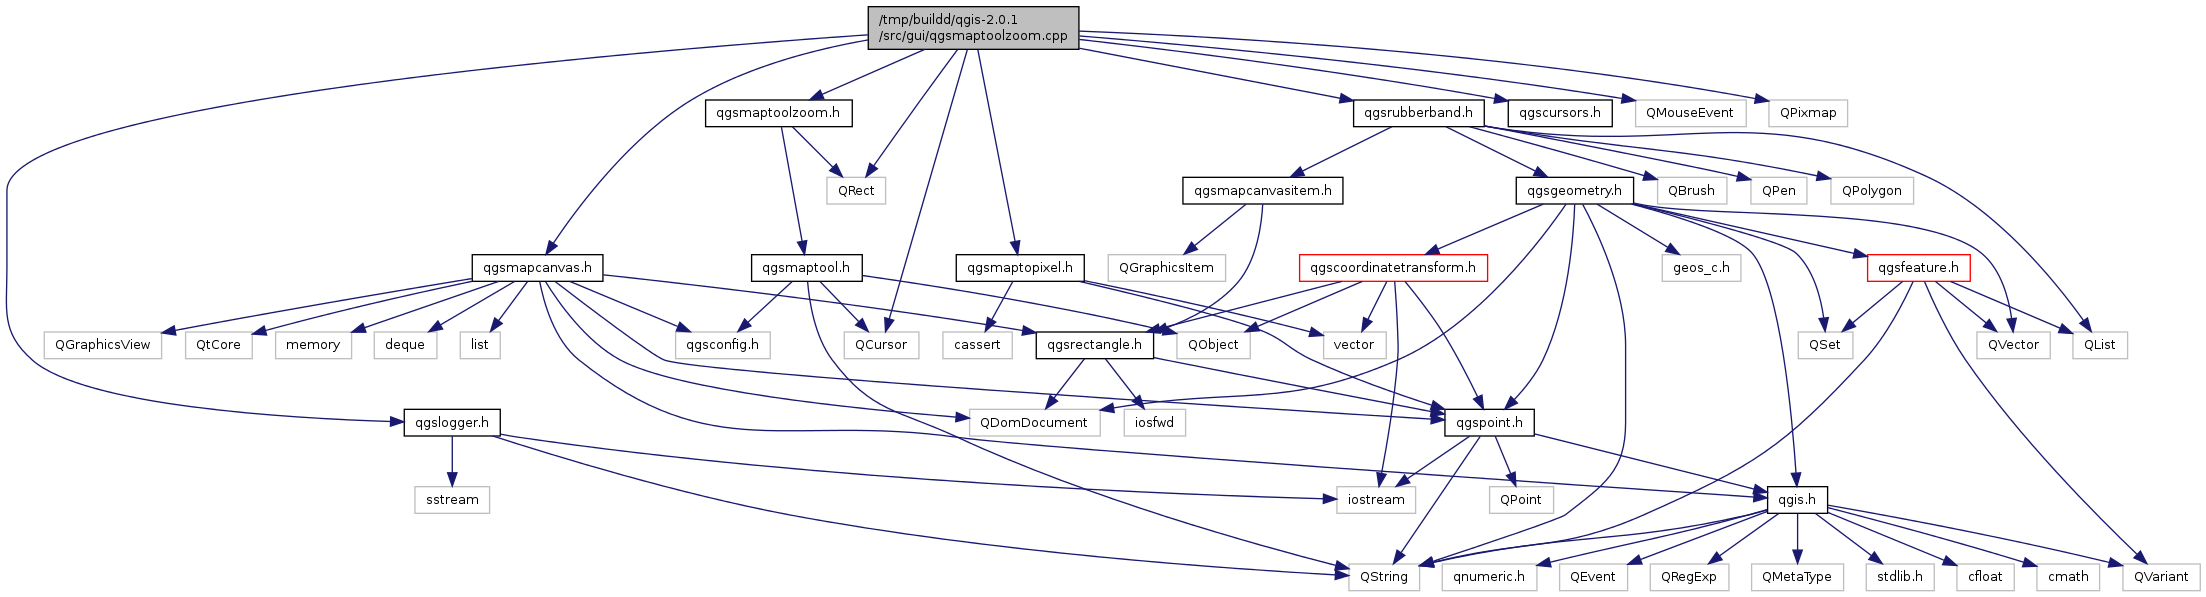 /tmp/buildd/qgis-2.0.1
/src/gui/qgsmaptoolzoom.cpp
qgsmaptoolzoom.h
qgsrubberband.h
qgscursors.h
QMouseEvent
QPixmap
QRect
qgsmapcanvasitem.h
qgsgeometry.h
QBrush
QPen
QPolygon
qgsmapcanvas.h
qgsmaptool.h
qgsmaptopixel.h
QGraphicsItem
qgscoordinatetransform.h
geos_c.h
qgsfeature.h
QGraphicsView
QtCore
memory
deque
list
qgsconfig.h
QCursor
cassert
qgsrectangle.h
QObject
vector
QSet
QVector
QList
qgslogger.h
QDomDocument
iosfwd
qgspoint.h
sstream
iostream
QPoint
qgis.h
QString
qnumeric.h
QEvent
QRegExp
QMetaType
stdlib.h
cfloat
cmath
QVariant